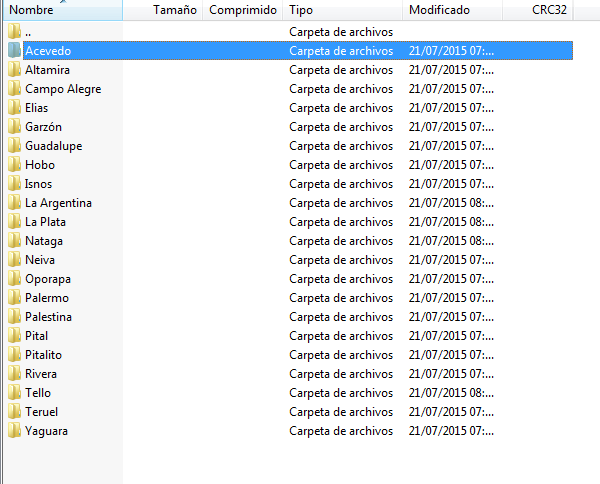 Nombre Tamaño Comprimido Tipo Modificado CRC32
.. Carpeta de archivos
Acevedo Carpeta de archivos 21/07/2015 07:...
Altamira Carpeta de archivos 21/07/2015 07:...
Campo Alegre Carpeta de archivos 21/07/2015 07:...
Elias Carpeta de archivos 21/07/2015 07:...
Garzón Carpeta de archivos 21/07/2015 07:...
Guadalupe Carpeta de archivos 21/07/2015 07:...
Hobo Carpeta de archivos 21/07/2015 07:...
Isnos Carpeta de archivos 21/07/2015 07:...
La Argentina Carpeta de archivos 21/07/2015 08:...
La Plata Carpeta de archivos 21/07/2015 08:...
Nataga Carpeta de archivos 21/07/2015 08:...
Neiva Carpeta de archivos 21/07/2015 07:...
Oporapa Carpeta de archivos 21/07/2015 07:...
Palermo Carpeta de archivos 21/07/2015 07:...
Palestina Carpeta de archivos 21/07/2015 07:...
Pital Carpeta de archivos 21/07/2015 07:...
Pitalito Carpeta de archivos 21/07/2015 07:...
Rivera Carpeta de archivos 21/07/2015 07:...
Tello Carpeta de archivos 21/07/2015 08:...
Teruel Carpeta de archivos 21/07/2015 07:...
Yaguara Carpeta de archivos 21/07/2015 07:...